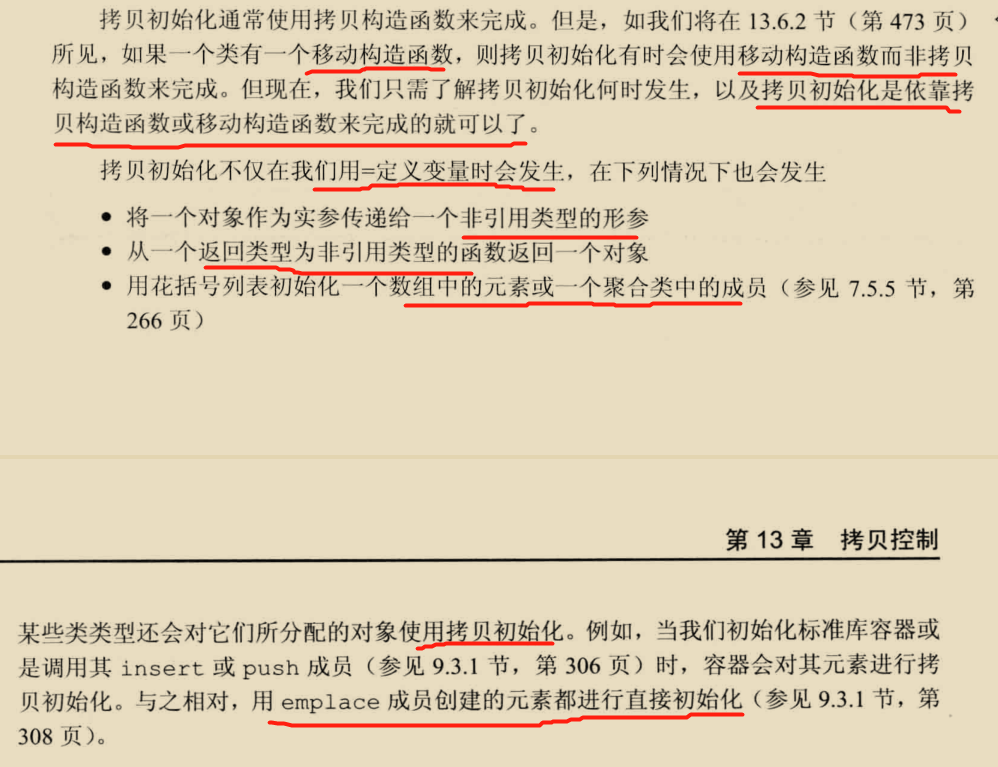 拷贝初始化通常使用拷贝构造函数来完成。但是，如我们将在 13.6.2 节（第 473 页）
所见，如果一个类有一个移动构造函数，则拷贝初始化有时会使用移动构造函数而非拷贝
构造函数来完成。但现在，我们只需了解拷贝初始化何时发生，以及拷贝初始化是依靠拷
贝构造函数或移动构造函数来完成的就可以了。
拷贝初始化不仅在我们用=定义变量时会发生，在下列情况下也会发生
• 将一个对象作为实参传递给一个非引用类型的形参
• 从一个返回类型为非引用类型的函数返回一个对象
• 用花括号列表初始化一个数组中的元素或一个聚合类中的成员（参见 7.5.5 节，第
266 页）
第 13 章 拷贝控制
某些类类型还会对它们所分配的对象使用拷贝初始化。例如，当我们初始化标准库容器或
是调用其 insert 或 push 成员（参见 9.3.1 节，第 306 页）时，容器会对其元素进行拷
贝初始化。与之相对，用 emplace 成员创建的元素都进行直接初始化（参见 9.3.1 节，第
308 页）。